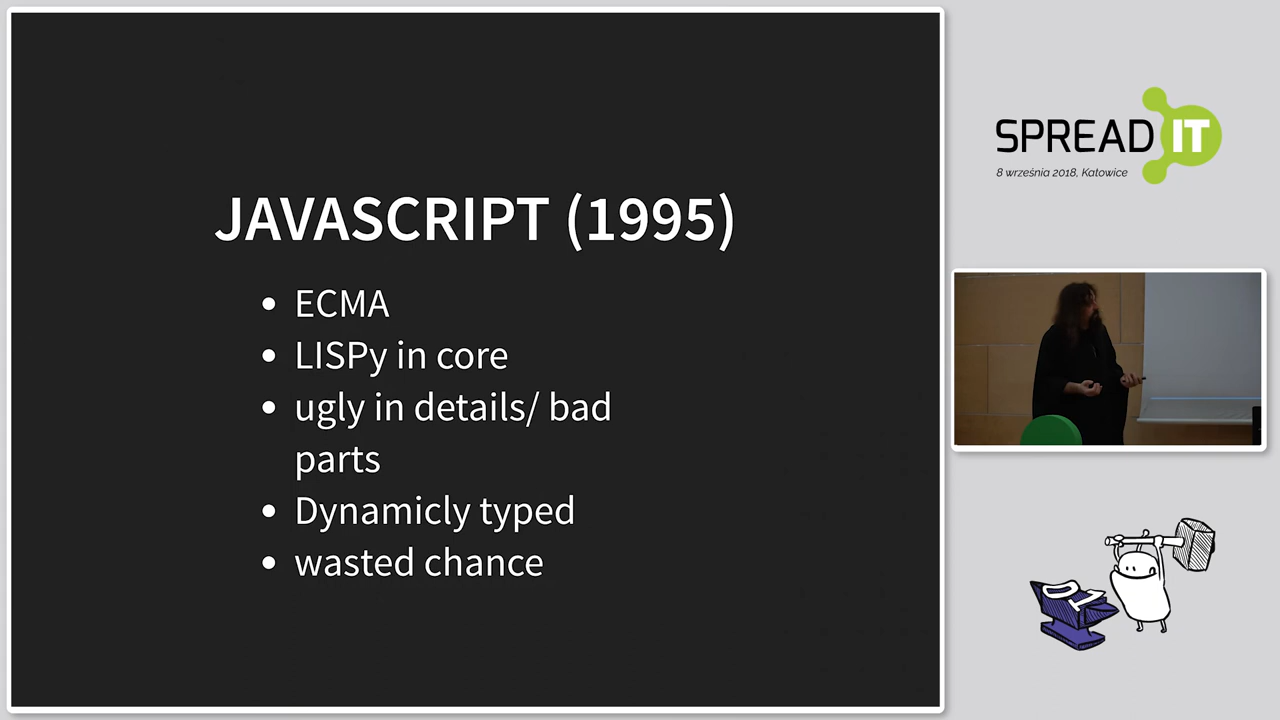 JAVASCRIPT (1995)
ECMA
LISPy in core
ugly in details/ bad
parts
Dynamicly typed
wasted chance
SPREAD IT
8 września 2018, Katowice
01